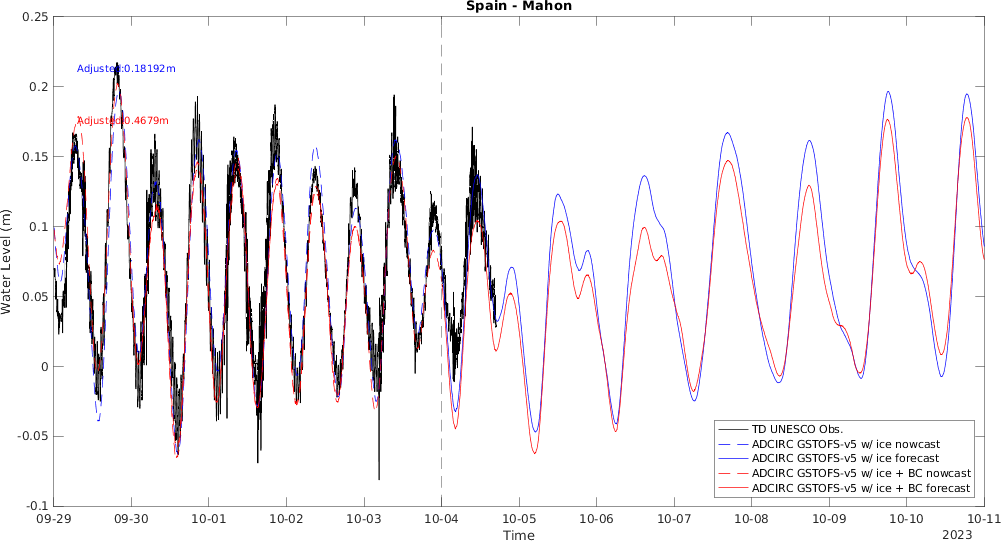 Spain - Mahon
0.25
0.2
0.15
0.1
0.05
0
-0.05
-0.1
Water Level (m)
Adjusted:0.18192m
Adjusted:0.4679m
TD UNESCO Obs.
ADCIRC GSTOFS-v5 w/ ice nowcast
ADCIRC GSTOFS-v5 w/ ice forecast
ADCIRC GSTOFS-v5 w/ ice + BC nowcast
ADCIRC GSTOFS-v5 w/ ice + BC forecast
09-29 09-30 10-01 10-02 10-03 10-04 10-05 10-06 10-07 10-08 10-09 10-10 10-11
Time
2023